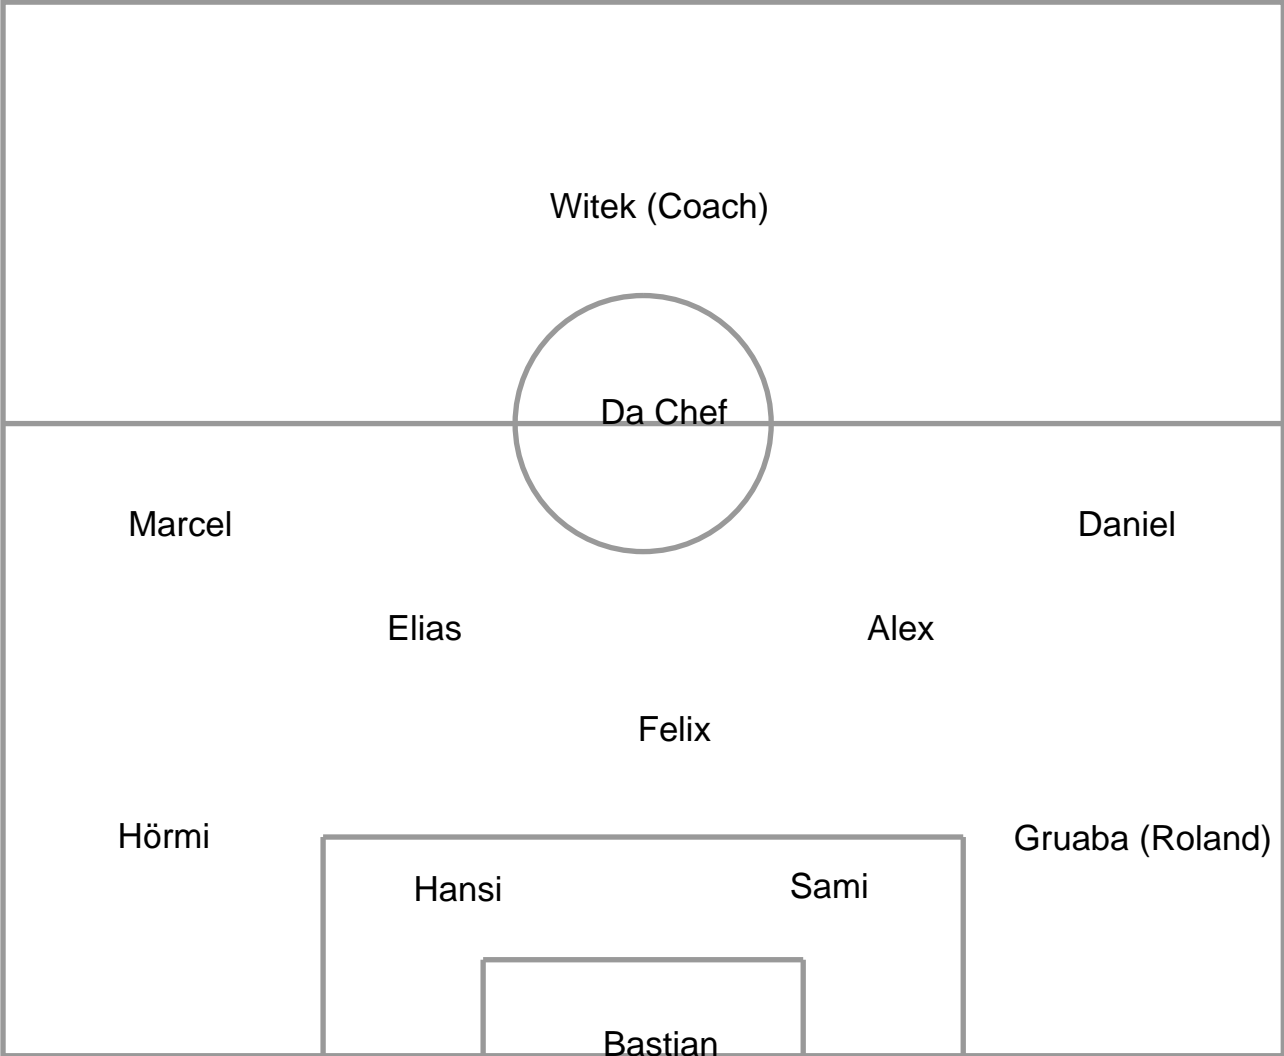 Witek (Coach)
Da Chef
Marcel
Daniel
Elias
Alex
Felix
Hörmi
Gruaba (Roland)
Hansi
Sami
Bastian